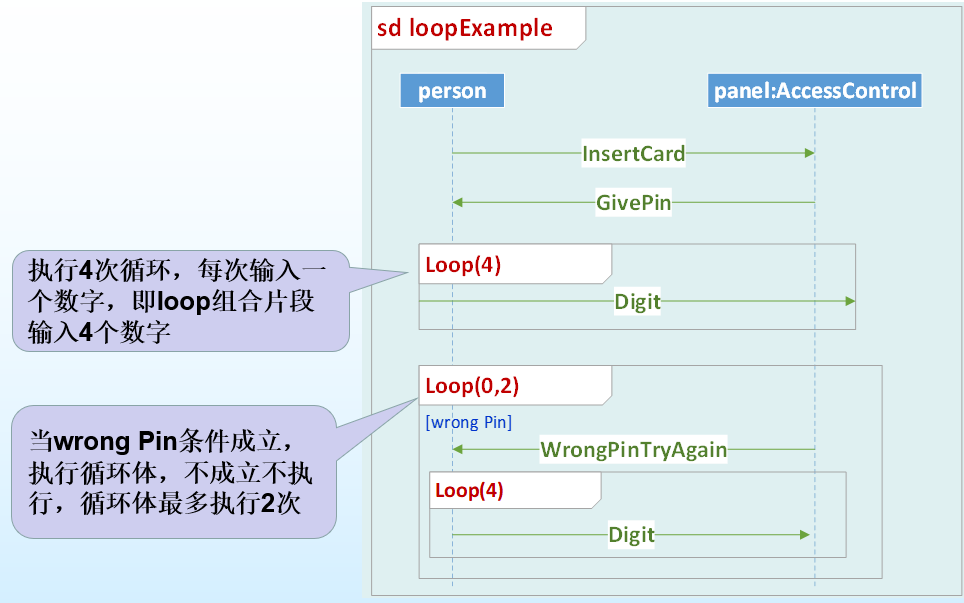 sd loopExample
person
panel:AccessControl
InsertCard
GivePin
执行4次循环，每次输入一
个数字，即loop组合片段
输入4个数字
Loop(4)
Digit
Loop(0,2)
[wrong Pin]
当wrong Pin条件成立，
执行循环体，不成立不执
行，循环体最多执行2次
WrongPinTryAgain
Loop(4)
Digit